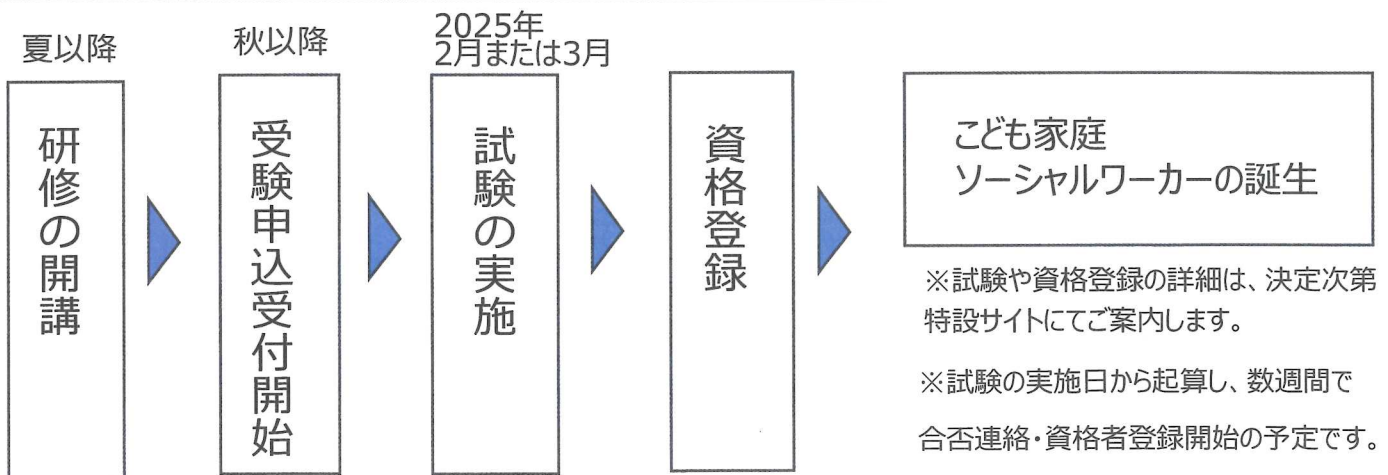 夏以降
研修の開講
秋以降
受験申込受付開始
2025年
2月または3月
試験の実施
資格登録
こども家庭
ソーシャルワーカーの誕生
※試験や資格登録の詳細は、決定次第
特設サイトにてご案内します。
※試験の実施日から起算し、数週間で
合否連絡・資格者登録開始の予定です。